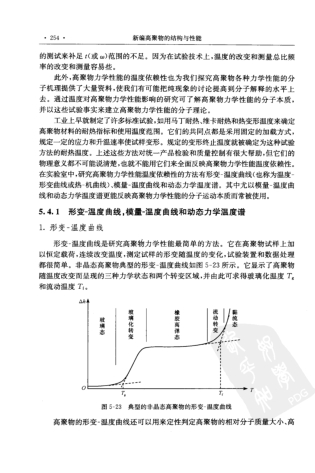 · 254 ·
新编高聚物的结构与性能
的测试来补足 t(或 ω)范围的不足。因为在试验技术上,温度的改变和测量总比频
率的改变和测量容易些。
此外,高聚物力学性能的温度依赖性也为我们探究高聚物各种力学性能的分
子机理提供了大量资料,使我们有可能把纯现象的讨论提高到分子解释的水平上
去。通过温度对高聚物力学性能影响的研究可了解高聚物力学性能的分子本质,
并以这些试验事实来建立高聚物力学性能的分子理论。
工业上早就制定了许多标准试验,如用马丁耐热、维卡耐热和热变形温度来确定
高聚物材料的耐热指标和使用温度范围。它们的共同点都是采用固定的加载方式,
规定一定的应力和升温速率使试样变形。规定的变形终止温度就被确定为这种试验
方法的耐热温度。上述这些方法对统一产品检验和质量控制有很大帮助,但它们的
物理意义都不可能说清楚,也就不能用它们来全面反映高聚物力学性能温度依赖性。
在实验室中,研究高聚物力学性能温度依赖的方法有形变-温度曲线(也称为温度-
形变曲线或热-机曲线)、模量-温度曲线和动态力学温度谱。其中尤以模量-温度曲
线和动态力学温度谱更能反映高聚物力学性能的分子运动本质而常被使用。
5.4.1 形变-温度曲线,模量-温度曲线和动态力学温度谱
1. 形变-温度曲线
形变-温度曲线是研究高聚物力学性能最简单的方法。它在高聚物试样上加
以恒定载荷,连续改变温度,测定试样的形变随温度的变化,试验装置和数据处理
都很简单。非晶态高聚物典型的形变-温度曲线如图 5-23 所示。它显示了高聚物
随温度改变而呈现的三种力学状态和两个转变区域,并由此可求得玻璃化温度 Tg
和流动温度 Tf。
Δl
玻璃态
玻璃化转变
橡胶高弹态
流动转变
黏流态
O
Tg
Tf
T
图 5-23 典型的非晶态高聚物的形变-温度曲线
高聚物的形变-温度曲线还可以用来定性判定高聚物的相对分子质量大小、高